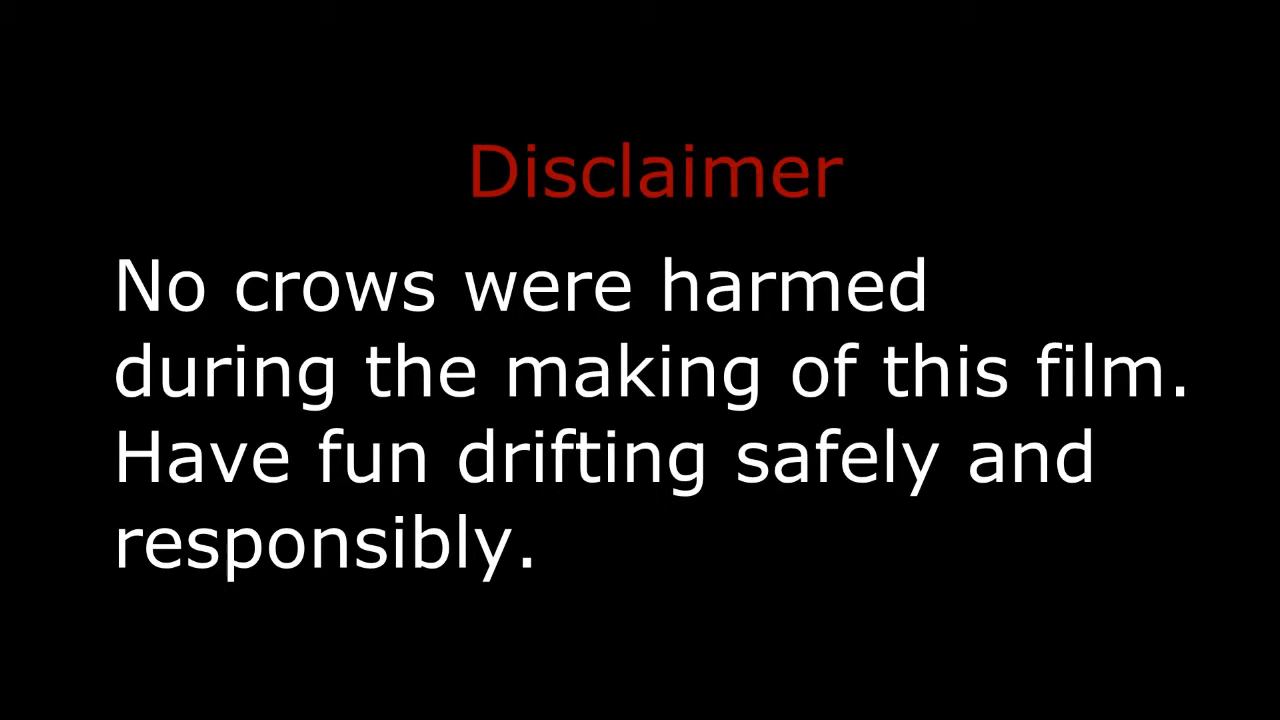 Disclaimer
No crows were harmed
during the making of this film.
Have fun drifting safely and
responsibly.